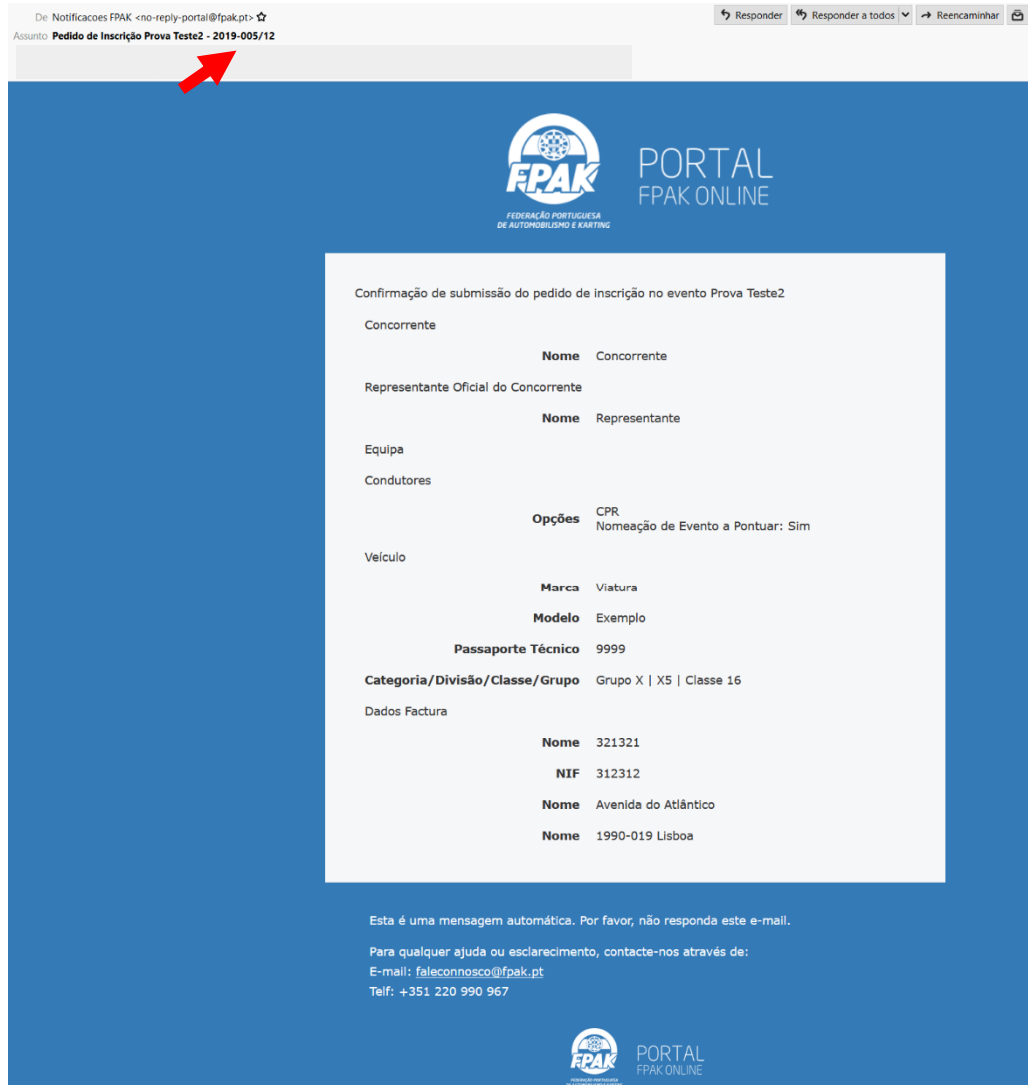 De Notificacoes FPAK <no-reply-portal@fpak.pt>
Responder Responder a todos Reencaminhar
Assunto Pedido de Inscrição Prova Teste2 - 2019-005/12
FPAK
FEDERAÇÃO PORTUGUESA
DE AUTOMOBILISMO E KARTING
PORTAL
FPAK ONLINE
Confirmação de submissão do pedido de inscrição no evento Prova Teste2
Concorrente
Nome Concorrente
Representante Oficial do Concorrente
Nome Representante
Equipa
Condutores
Opções CPR
Nomeação de Evento a Pontuar: Sim
Veículo
Marca Viatura
Modelo Exemplo
Passaporte Técnico 9999
Categoria/Divisão/Classe/Grupo Grupo X | X5 | Classe 16
Dados Factura
Nome 321321
NIF 312312
Nome Avenida do Atlântico
Nome 1990-019 Lisboa
Esta é uma mensagem automática. Por favor, não responda este e-mail.
Para qualquer ajuda ou esclarecimento, contacte-nos através de:
E-mail: faleconnosco@fpak.pt
Telf: +351 220 990 967
FPAK
PORTAL
FPAK ONLINE